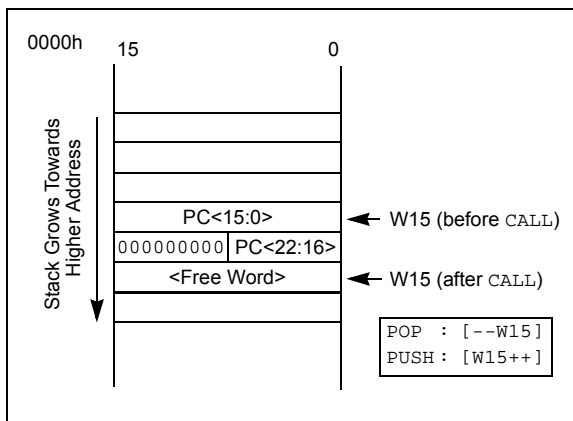 0000h
15 0
Stack Grows Towards
Higher Address
PC<15:0>
W15 (before CALL)
000000000 PC<22:16>
<Free Word>
W15 (after CALL)
POP : [--W15]
PUSH : [W15++]